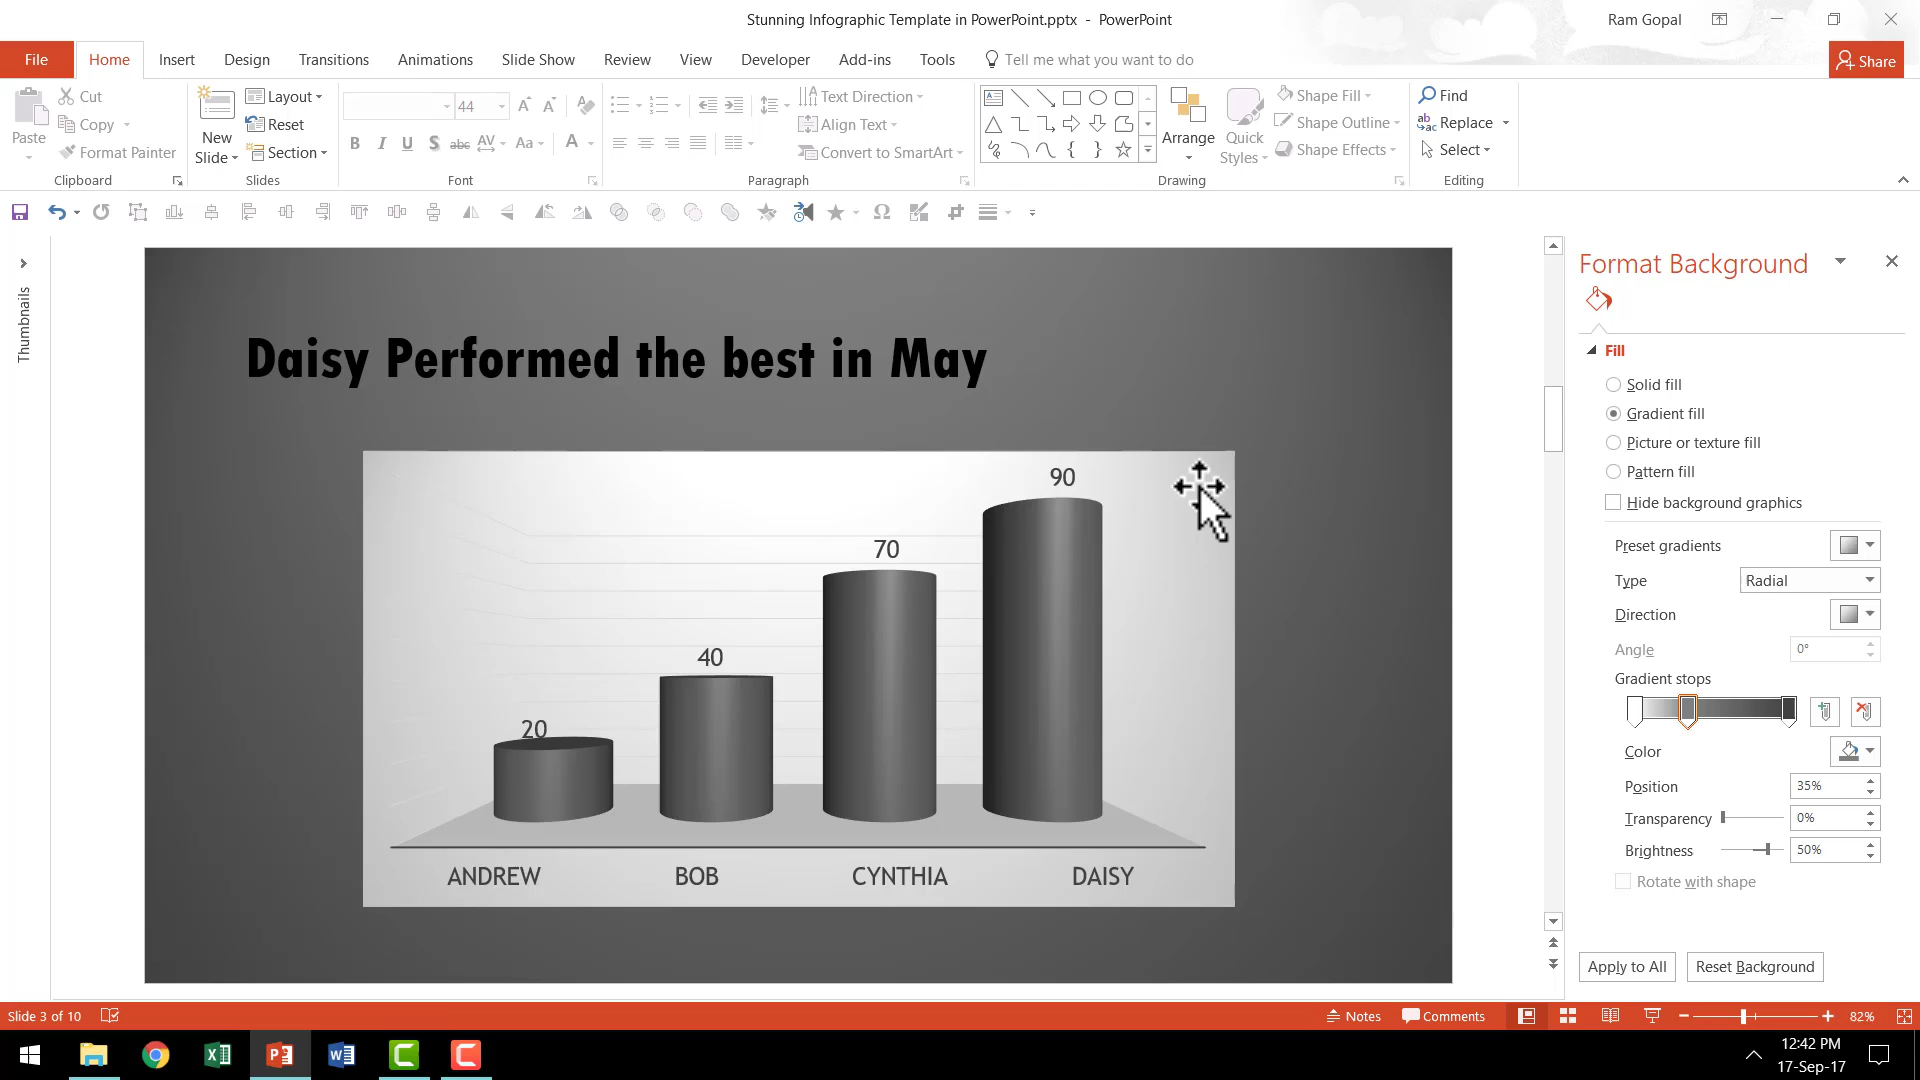 Stunning Infographic Template in PowerPoint.pptx - PowerPoint
Ram Gopal
File Home Insert Design Transitions Animations Slide Show Review View Developer Add-ins Tools Tell me what you want to do
Share
Paste
Cut
Copy
Format Painter
Clipboard
New Slide
Layout
Reset
Section
Slides
44
B I U S abc AV Aa A
Font
Text Direction
Align Text
Convert to SmartArt
Paragraph
Arrange
Quick Styles
Shape Fill
Shape Outline
Shape Effects
Drawing
Find
Replace
Select
Editing
Thumbnails
Daisy Performed the best in May
90
70
40
20
ANDREW BOB CYNTHIA DAISY
Format Background
Fill
Solid fill
Gradient fill
Picture or texture fill
Pattern fill
Hide background graphics
Preset gradients
Type Radial
Direction
Angle 0°
Gradient stops
Color
Position 35%
Transparency 0%
Brightness 50%
Rotate with shape
Apply to All Reset Background
Slide 3 of 10
Notes Comments 82%
12:42 PM
17-Sep-17